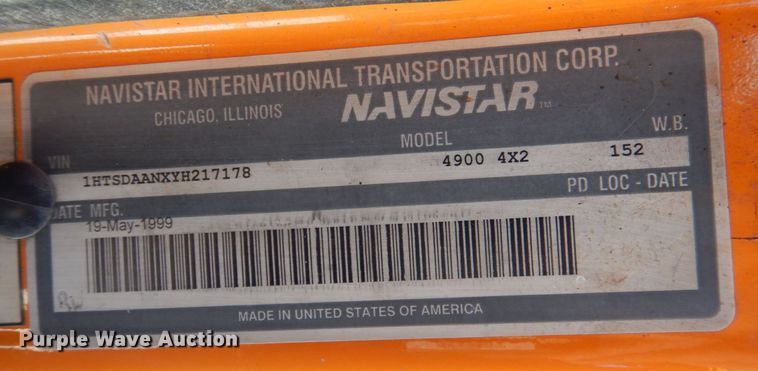 NAVISTAR INTERNATIONAL TRANSPORTATION CORP.
CHICAGO, ILLINOIS NAVISTAR TM
VIN MODEL W.B.
1HTSDAANXYH217178 4900 4X2 152
DATE MFG. PD LOC - DATE
19-May-1999
MADE IN UNITED STATES OF AMERICA
Purple Wave Auction